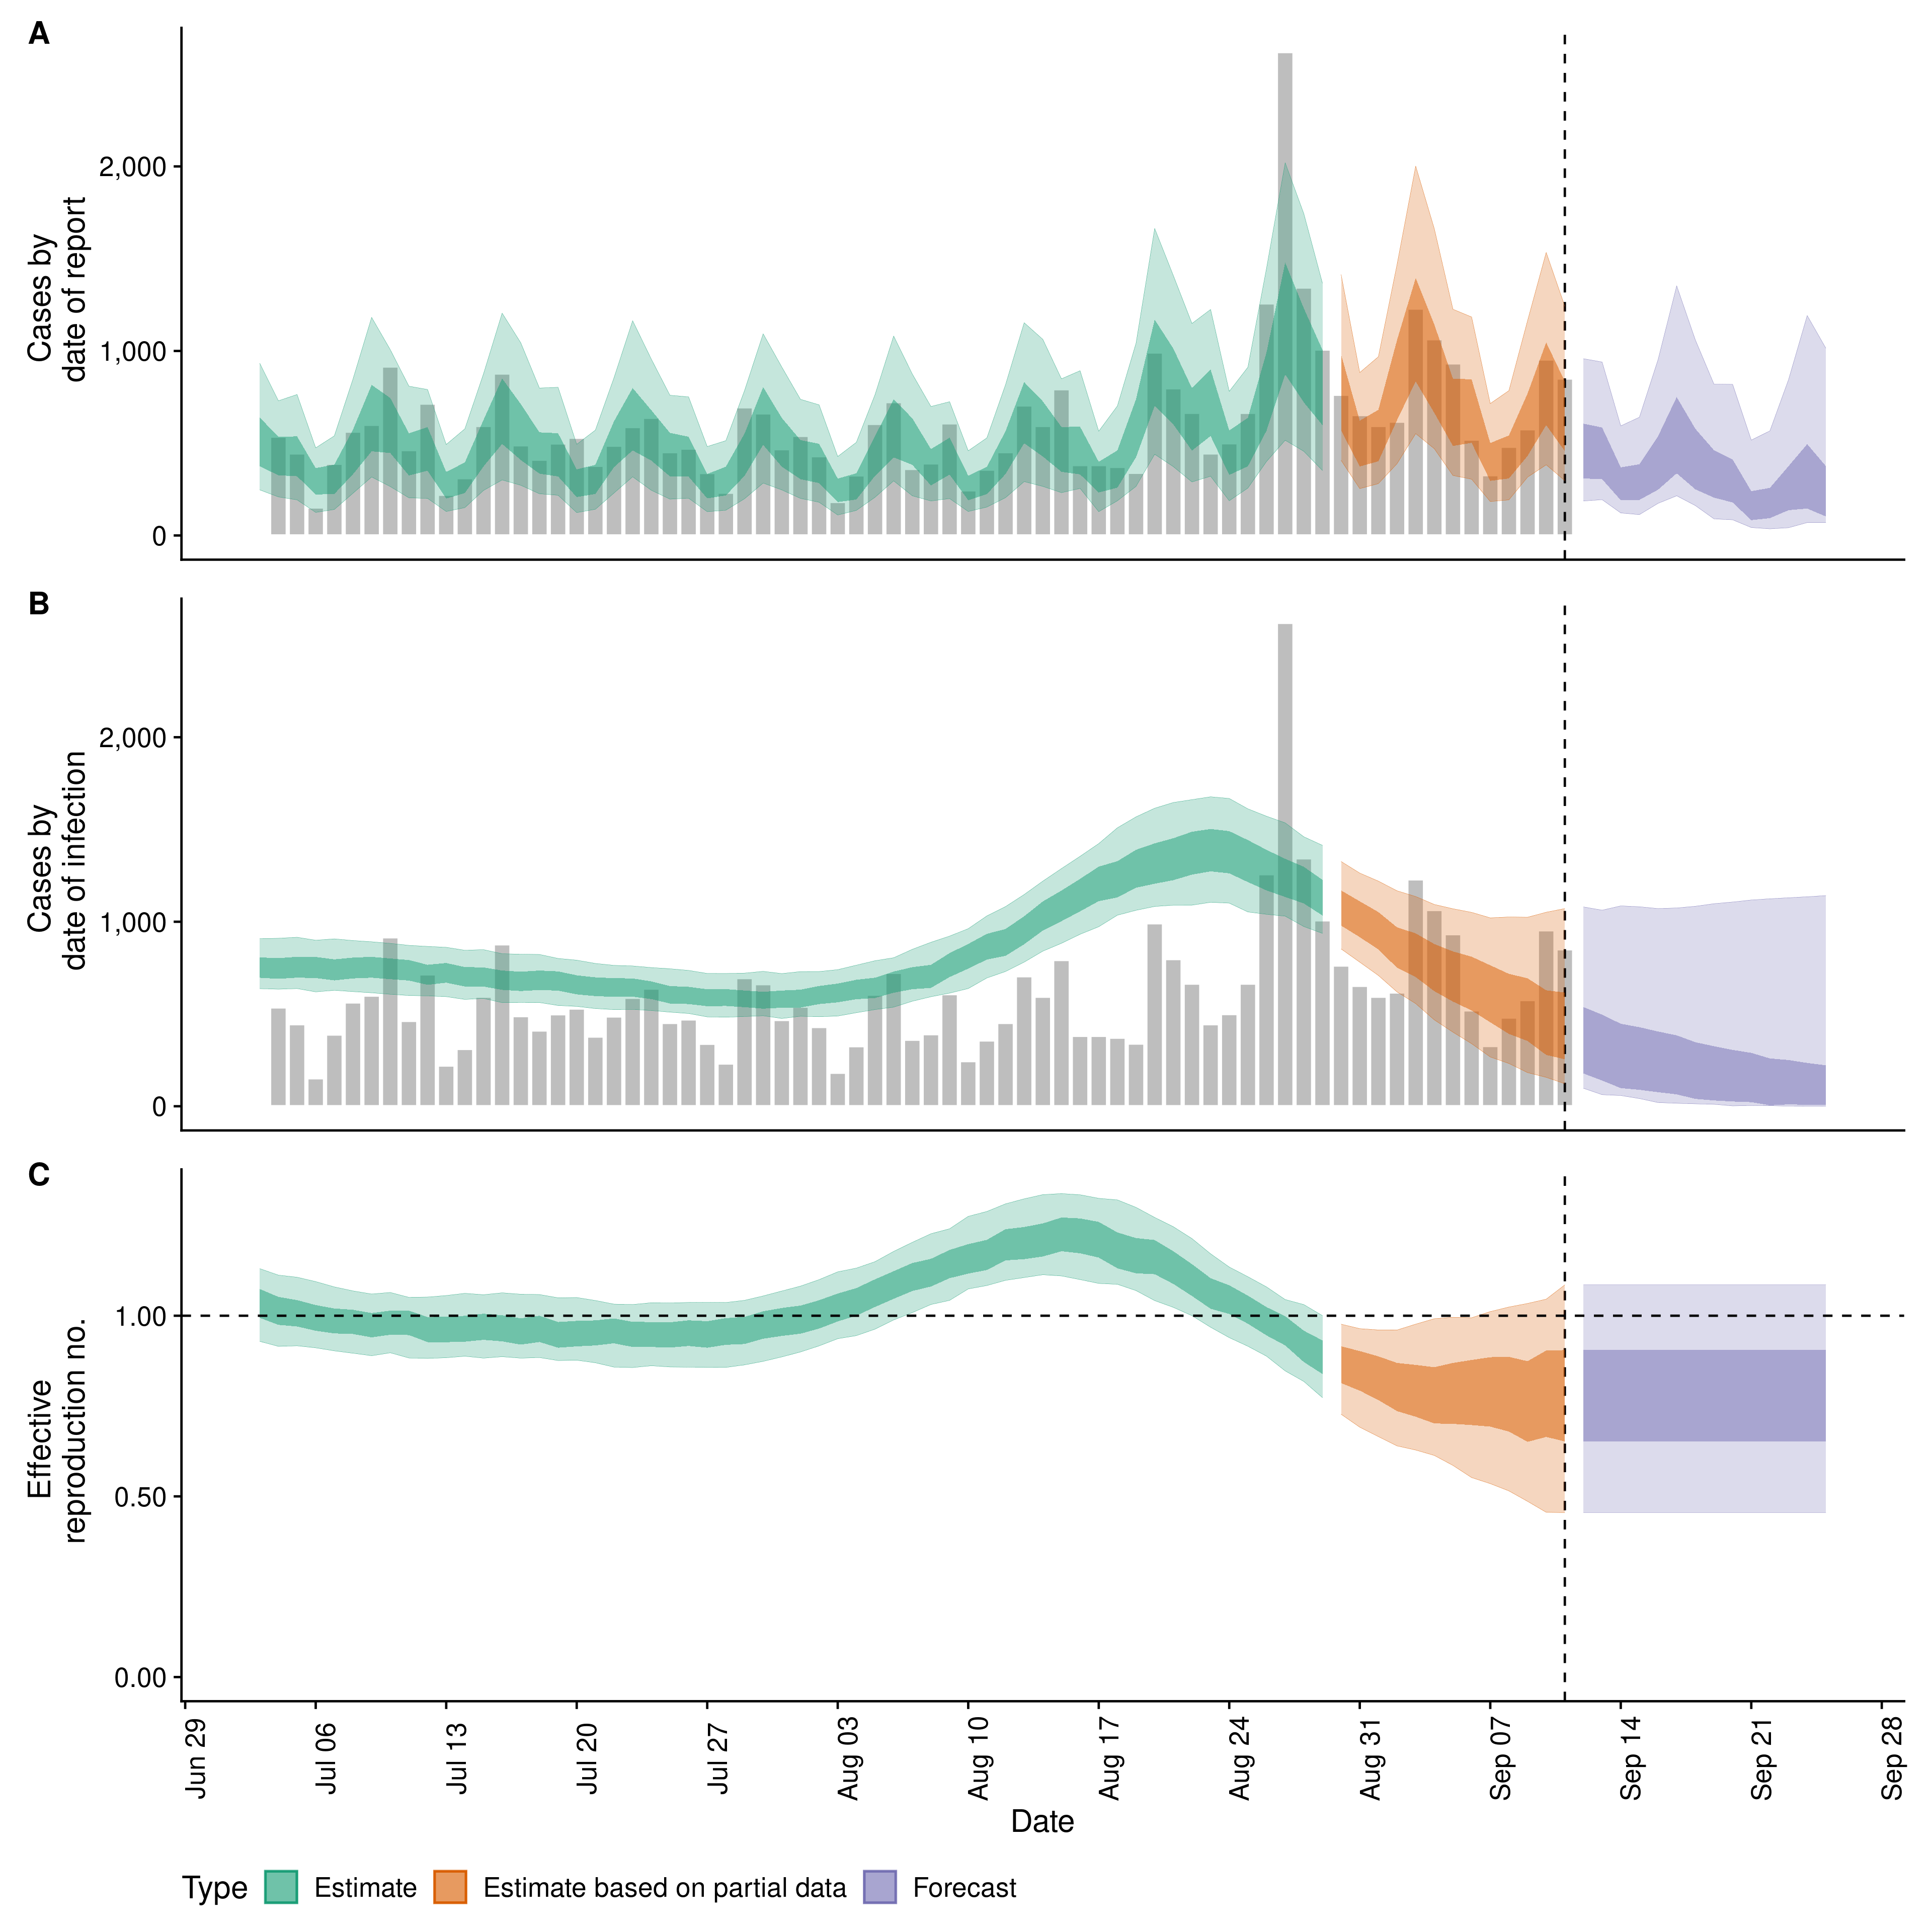 A
Cases by
date of report
2,000
1,000
0
B
Cases by
date of infection
2,000
1,000
0
C
Effective
reproduction no.
1.00
0.50
0.00
Jun 29
Jul 06
Jul 13
Jul 20
Jul 27
Aug 03
Aug 10
Aug 17
Aug 24
Aug 31
Sep 07
Sep 14
Sep 21
Sep 28
Date
Type Estimate Estimate based on partial data Forecast